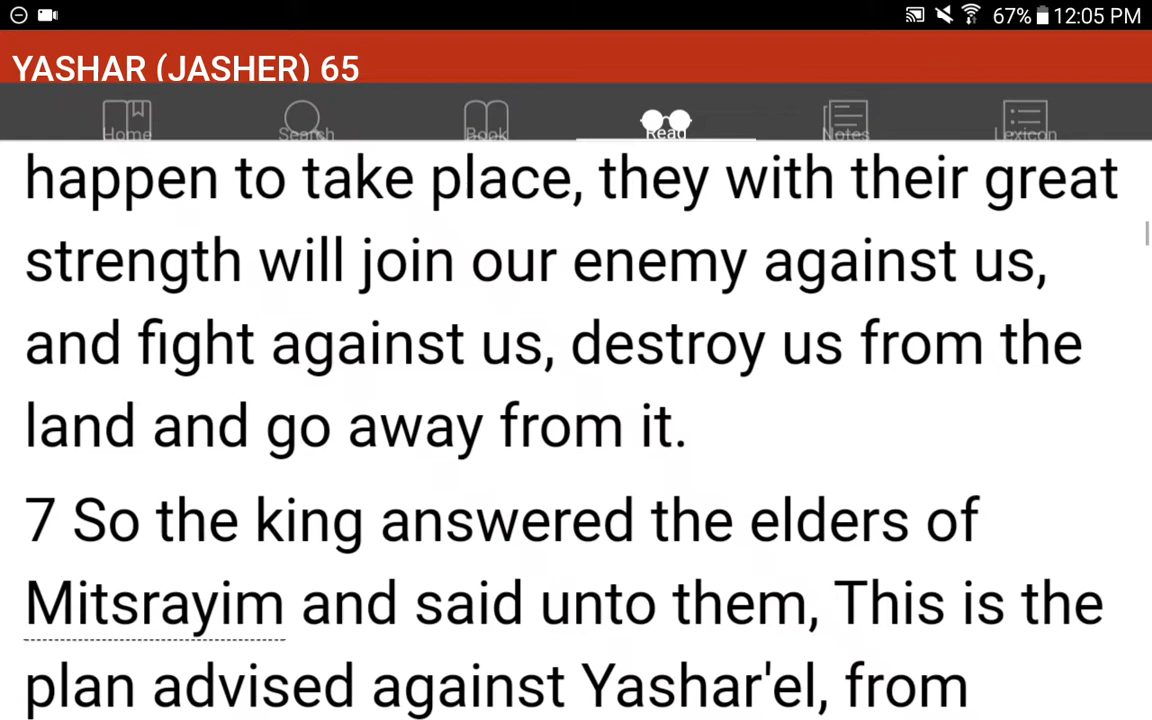 67% 12:05 PM
YASHAR (JASHER) 65
Home Search Book Read Notes Lexicon
happen to take place, they with their great
strength will join our enemy against us,
and fight against us, destroy us from the
land and go away from it.
7 So the king answered the elders of
Mitsrayim and said unto them, This is the
plan advised against Yashar'el, from